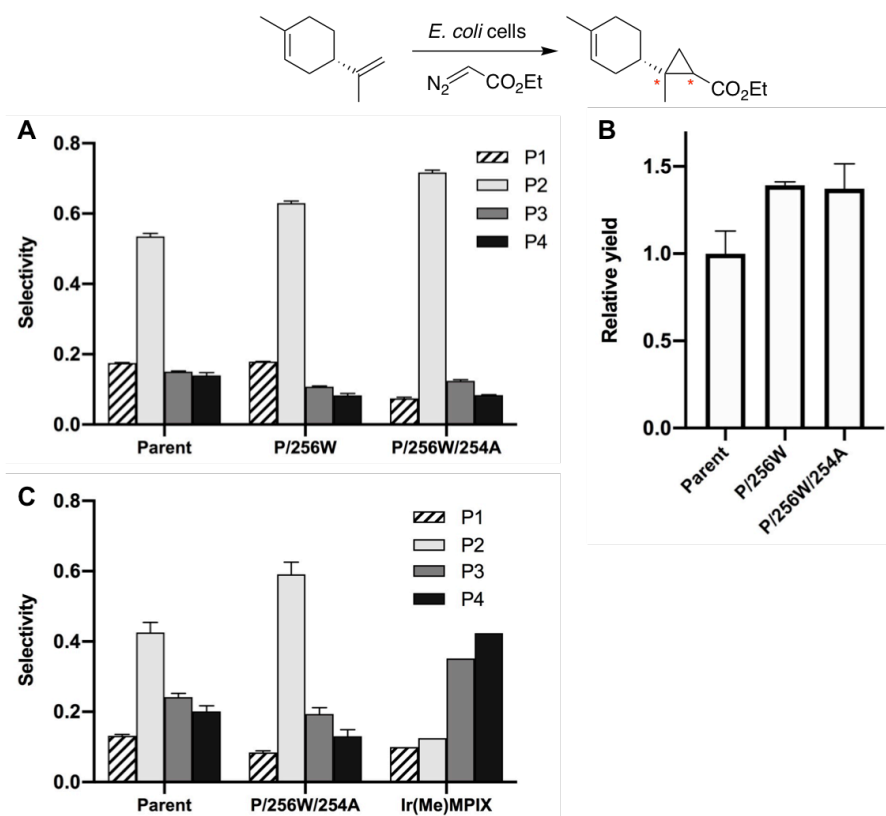 E. coli cells
N2
CO2Et
* *
CO2Et
A
0.8
0.6
0.4
0.2
0.0
Selectivity
P1
P2
P3
P4
Parent
P/256W
P/256W/254A
B
1.5
1.0
0.5
0.0
Relative yield
Parent
P/256W
P/256W/254A
C
0.8
0.6
0.4
0.2
0.0
Selectivity
P1
P2
P3
P4
Parent
P/256W/254A
Ir(Me)MPIX